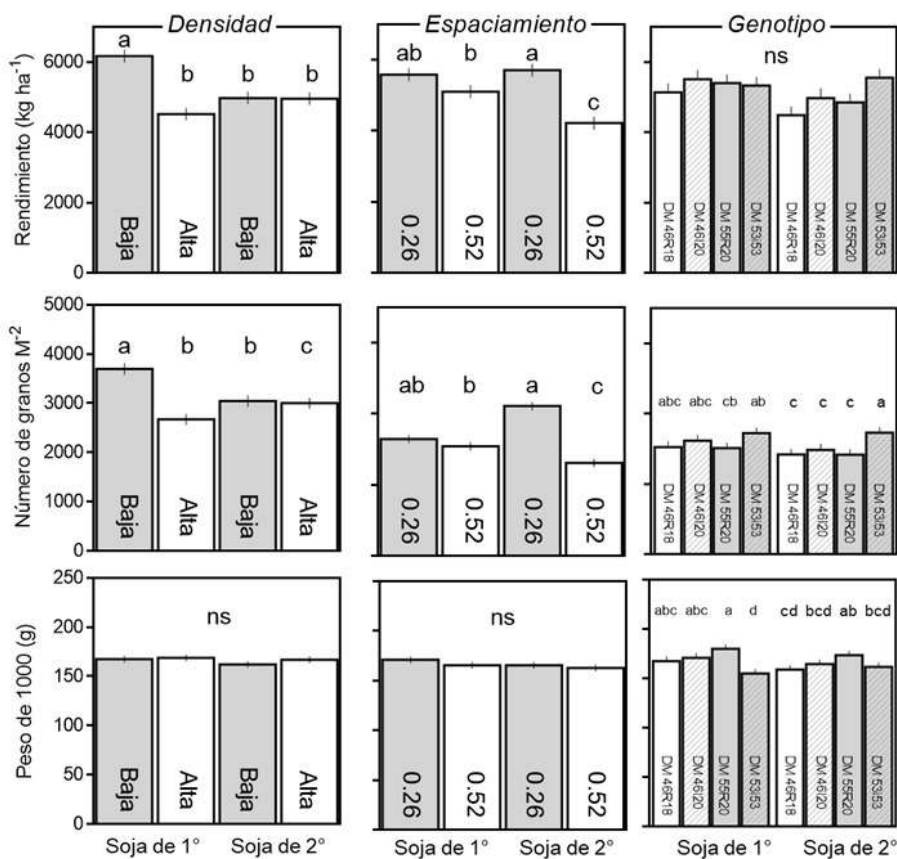 Densidad Espaciamiento Genotipo
Rendimiento (kg ha⁻¹)
6000
4000
2000
0
a b b b
Baja Alta Baja Alta
ab b a c
0.26 0.52 0.26 0.52
ns
DM 46R18 DM 46I20 DM 55R20 DM 53I53 DM 46R18 DM 46I20 DM 55R20 DM 53I53
Número de granos M⁻²
5000
4000
3000
2000
1000
0
a b b c
Baja Alta Baja Alta
ab b a c
0.26 0.52 0.26 0.52
abc abc cb ab c c c a
DM 46R18 DM 46I20 DM 55R20 DM 53I53 DM 46R18 DM 46I20 DM 55R20 DM 53I53
Peso de 1000 (g)
250
200
150
100
50
0
ns
Baja Alta Baja Alta
ns
0.26 0.52 0.26 0.52
abc abc a d cd bcd ab bcd
DM 46R18 DM 46I20 DM 55R20 DM 53I53 DM 46R18 DM 46I20 DM 55R20 DM 53I53
Soja de 1° Soja de 2° Soja de 1° Soja de 2° Soja de 1° Soja de 2°